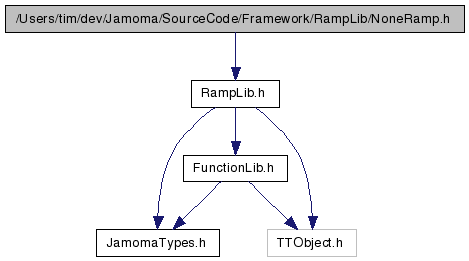 /Users/tim/dev/Jamoma/SourceCode/Framework/RampLib/NoneRamp.h
RampLib.h
FunctionLib.h
JamomaTypes.h
TTObject.h